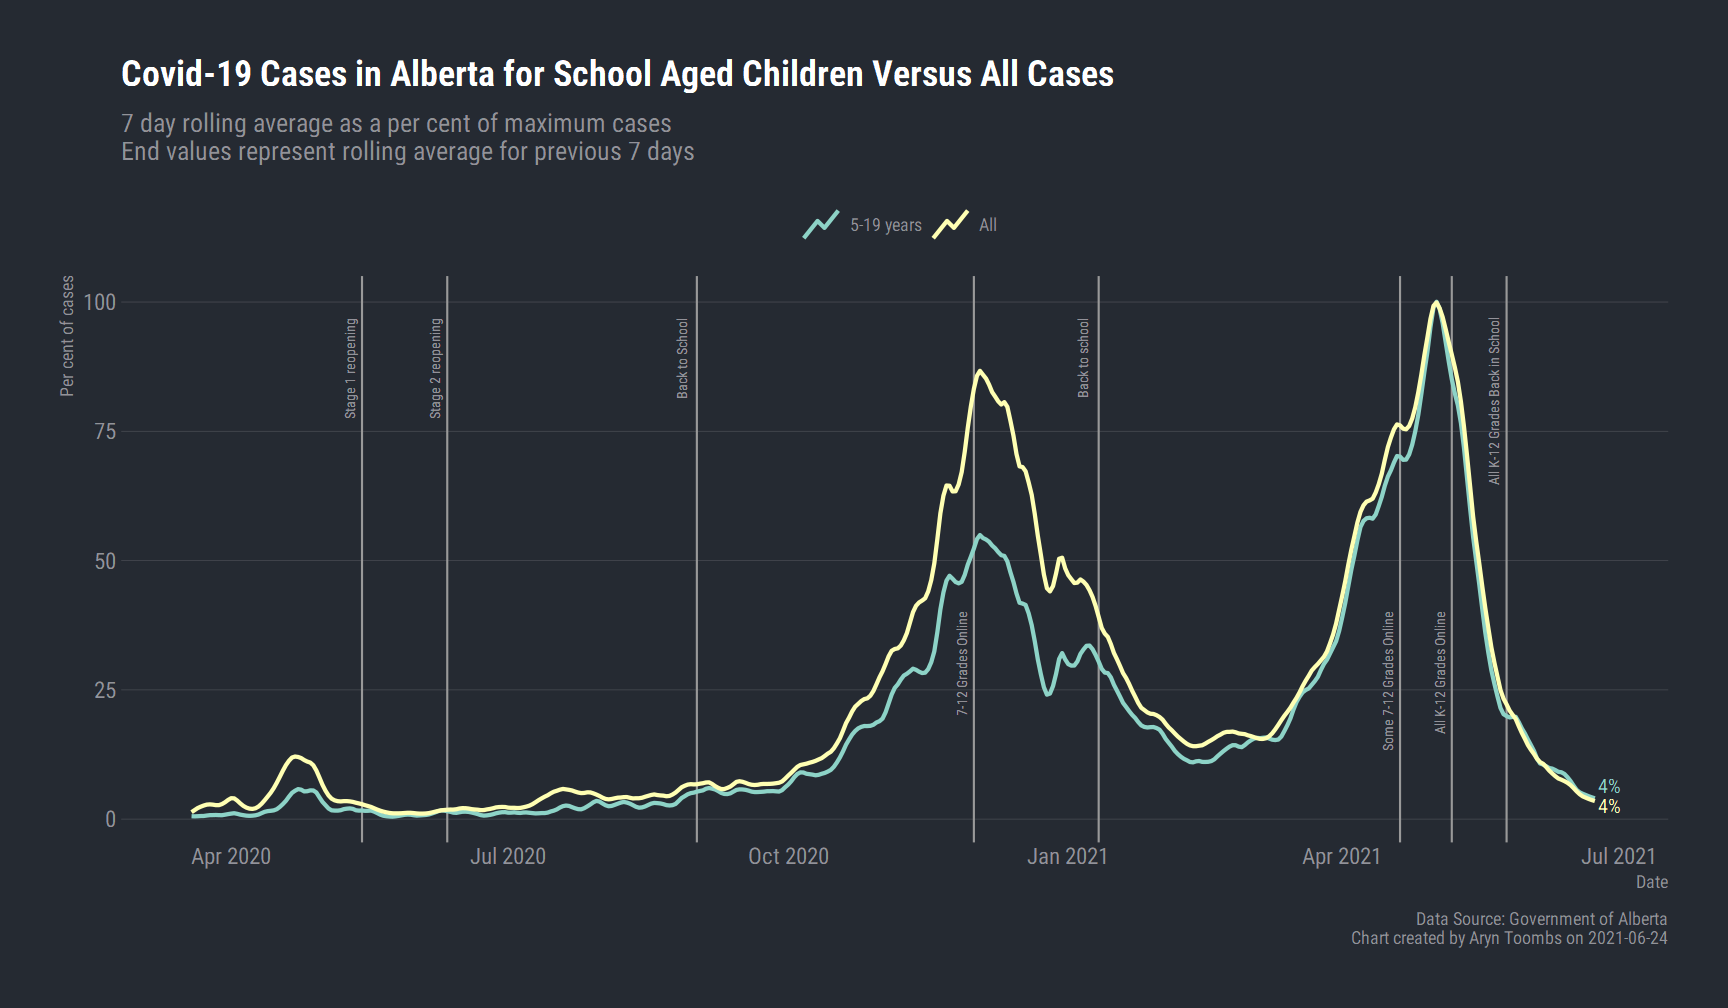 Covid-19 Cases in Alberta for School Aged Children Versus All Cases
7 day rolling average as a per cent of maximum cases
End values represent rolling average for previous 7 days
5-19 years
All
Per cent of cases
100
75
50
25
0
Stage 1 reopening
Stage 2 reopening
Back to School
7-12 Grades Online
Back to school
Some 7-12 Grades Online
All K-12 Grades Online
All K-12 Grades Back in School
4%
4%
Apr 2020
Jul 2020
Oct 2020
Jan 2021
Apr 2021
Jul 2021
Date
Data Source: Government of Alberta
Chart created by Aryn Toombs on 2021-06-24